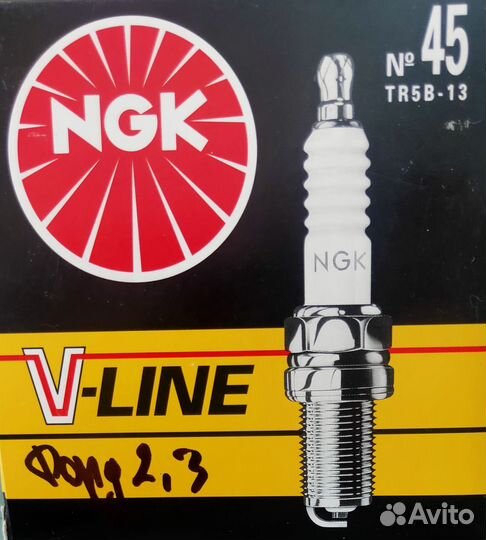 NGK
№ 45
TR5B-13
NGK
V-LINE
Форд 2,3
Avito